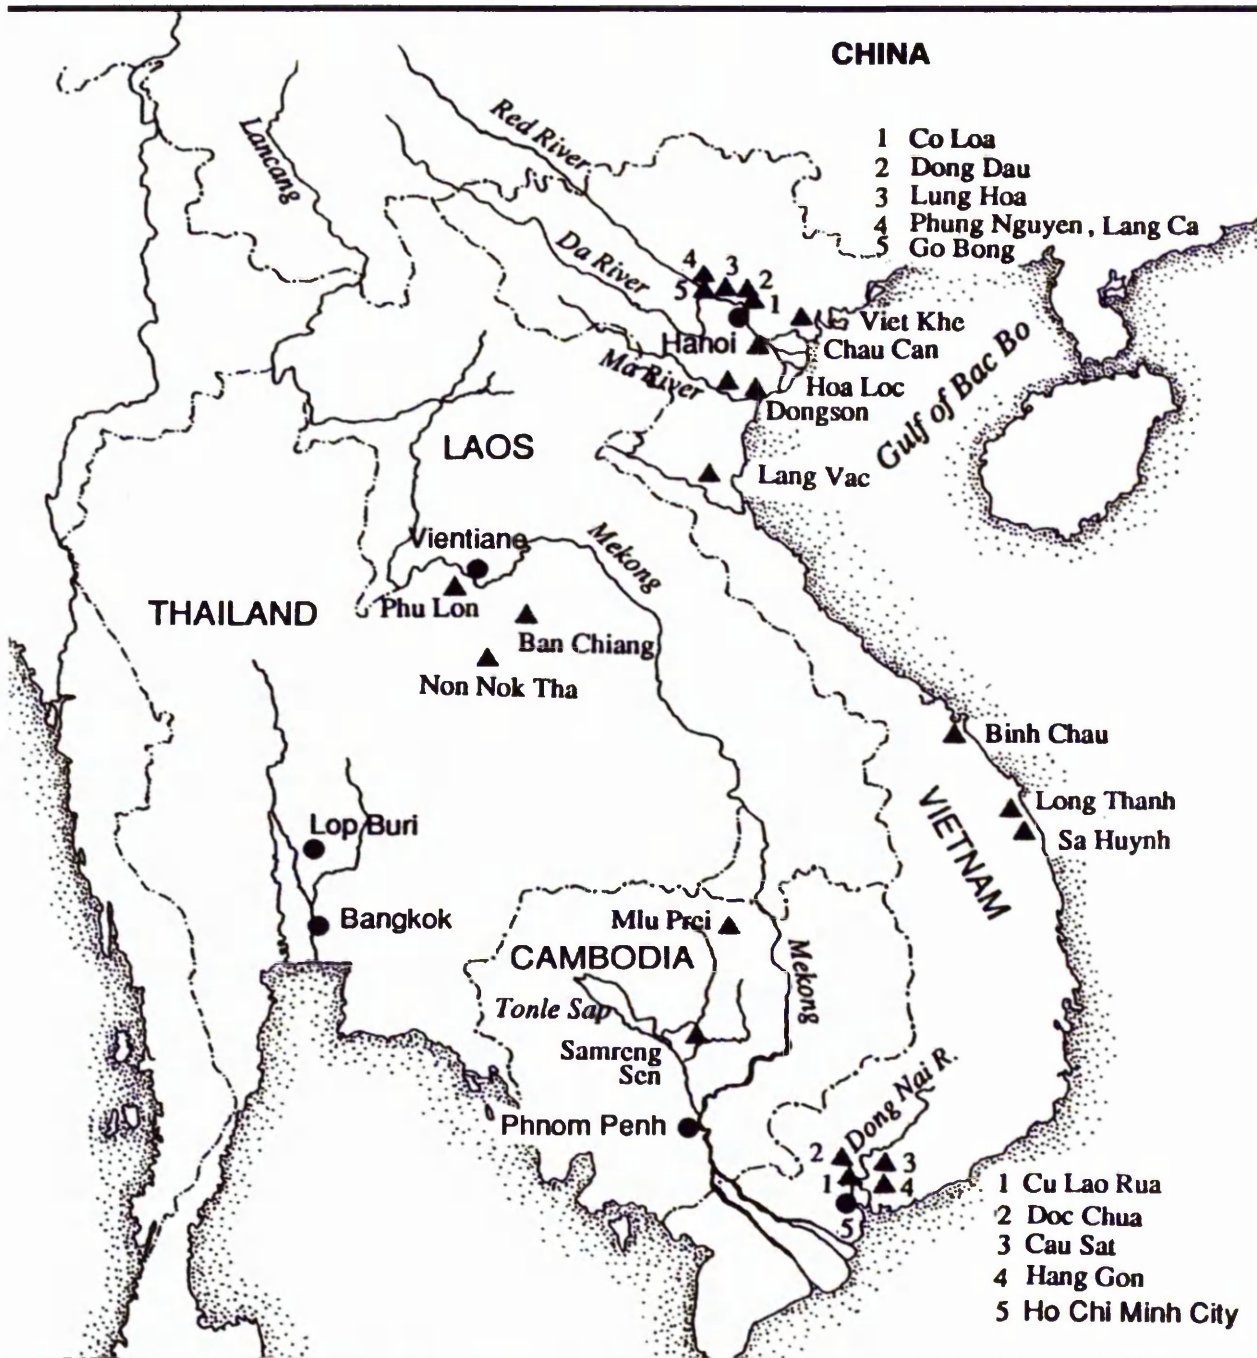 CHINA
1 Co Loa
2 Dong Dau
3 Lung Hoa
4 Phung Nguyen, Lang Ca
5 Go Bong
Lancang
Red River
Da River
4
3
2
5
1
Hanoi
Viet Khe
Chau Can
Ma River
Hoa Loc
Dongson
Gulf of Bac Bo
LAOS
Lang Vac
Vientiane
Mekong
THAILAND
Phu Lon
Ban Chiang
Non Nok Tha
Binh Chau
VIETNAM
Long Thanh
Sa Huynh
Lop Buri
Bangkok
Mlu Prei
CAMBODIA
Mekong
Tonle Sap
Samreng
Sen
Dong Nai R.
Phnom Penh
2
3
1
4
5
1 Cu Lao Rua
2 Doc Chua
3 Cau Sat
4 Hang Gon
5 Ho Chi Minh City